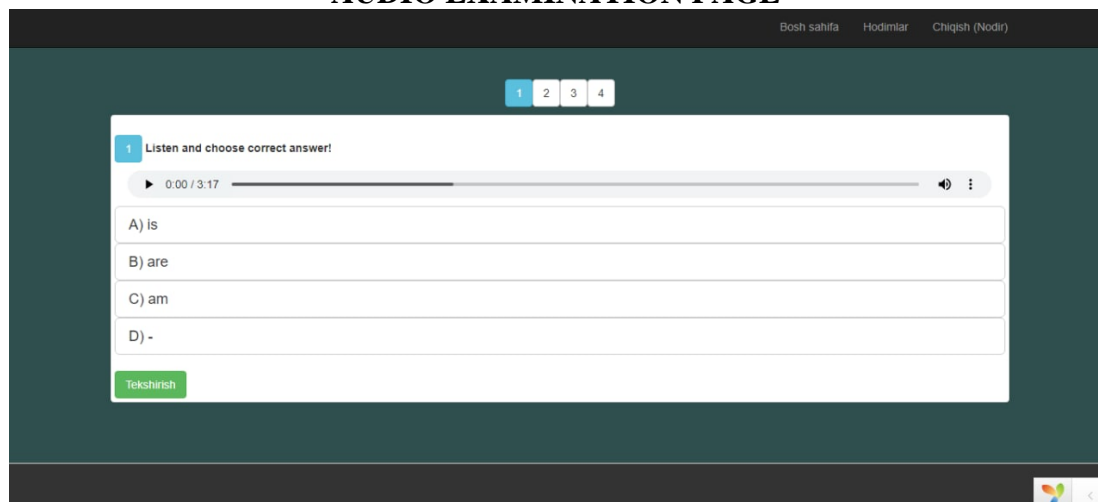 AUDIO EXAMINATION PAGE
Bosh sahifa Hodimlar Chiqish (Nodir)
1 2 3 4
1 Listen and choose correct answer!
0:00 / 3:17
A) is
B) are
C) am
D) -
Tekshirish